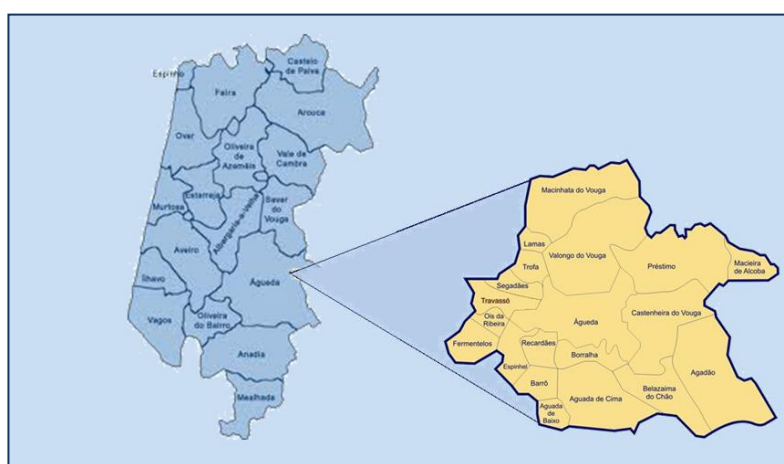 Espinho
Castelo
de Paiva
Feira
Arouca
Ovar
Oliveira
de
Azeméis
Vale de
Cambra
Estarreja
Murtosa
Albergaria-a-Velha
Sever
do
Vouga
Aveiro
Ílhavo
Águeda
Vagos
Oliveira
do Bairro
Anadia
Mealhada
Macinhata do Vouga
Lamas
Trofa
Valongo do Vouga
Préstimo
Macieira
de Alcoba
Segadães
Travassô
Ois da
Ribeira
Águeda
Castenheira do Vouga
Fermentelos
Recardães
Borralha
Espinhel
Agadão
Barrô
Belazaima
do Chão
Aguada de Cima
Aguada
de
Baixo